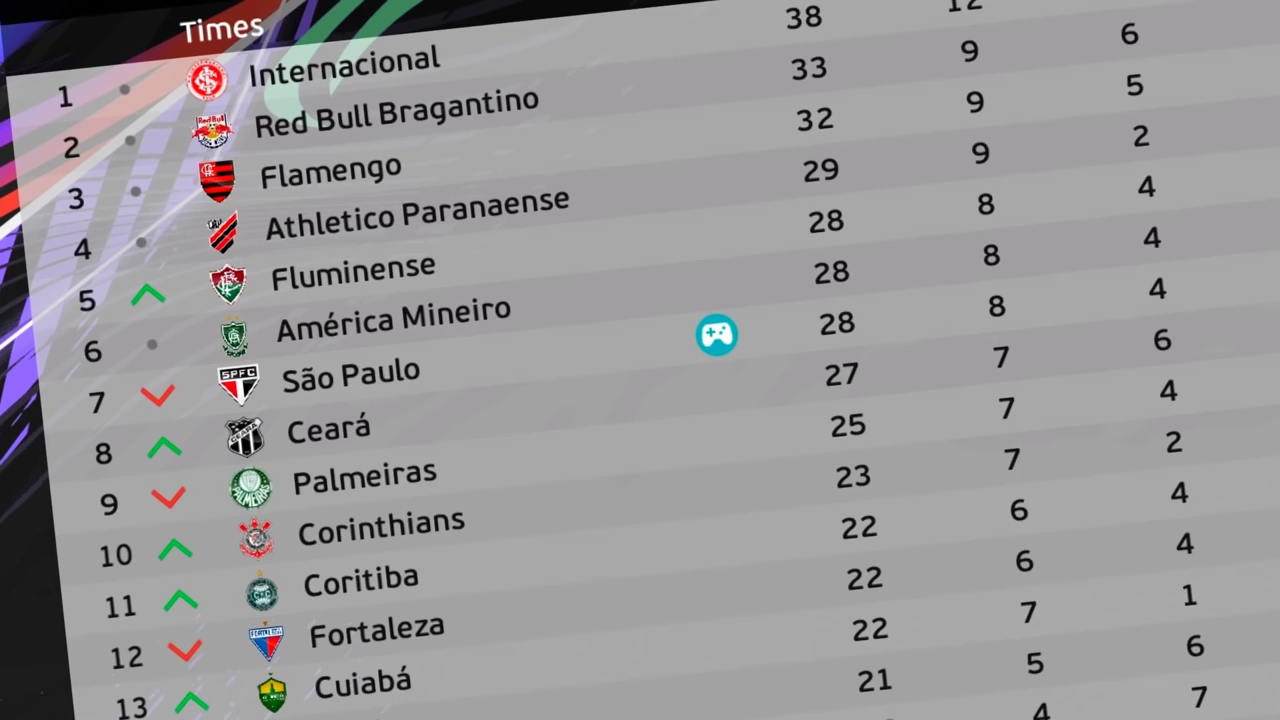 Times
1 Internacional 38 12
2 Red Bull Bragantino 33 9 6
3 Flamengo 32 9 5
4 Athletico Paranaense 29 9 2
5 Fluminense 28 8 4
6 América Mineiro 28 8 4
7 SPFC São Paulo 28 8 4
8 Ceará 27 7 6
9 Palmeiras 25 7 4
10 Corinthians 23 7 2
11 Coritiba 22 6 4
12 Fortaleza 22 6 4
13 Cuiabá 22 7 1
21 5 6
4 7